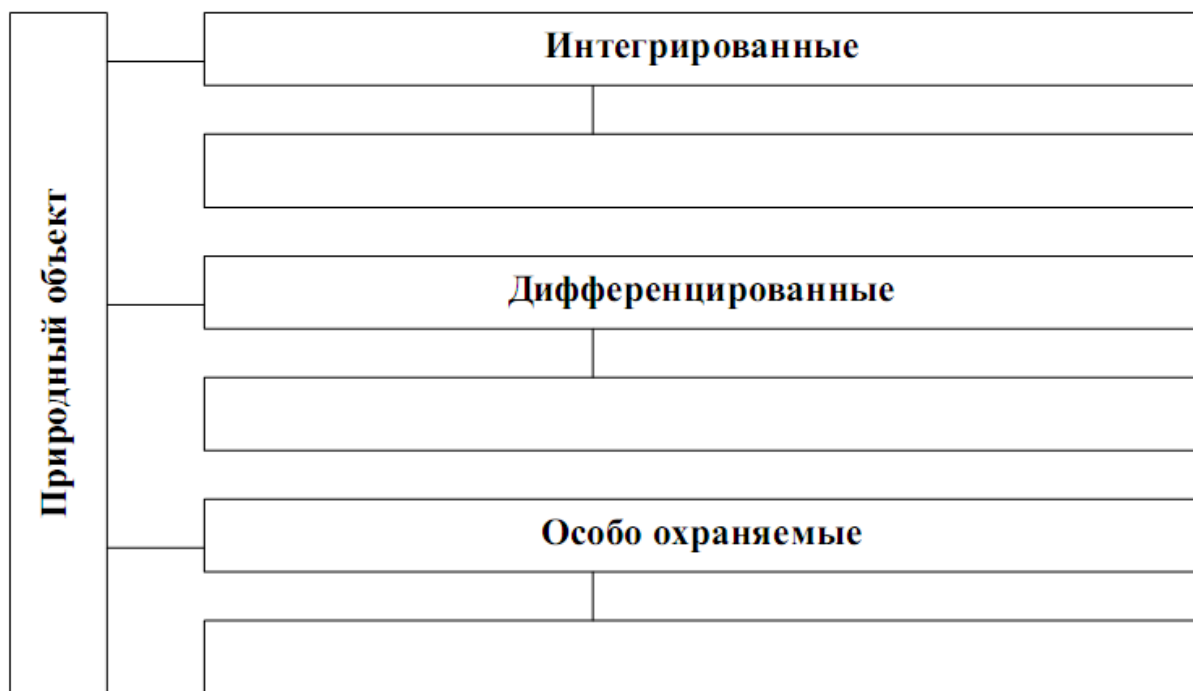 Природный объект
Интегрированные
Дифференцированные
Особо охраняемые